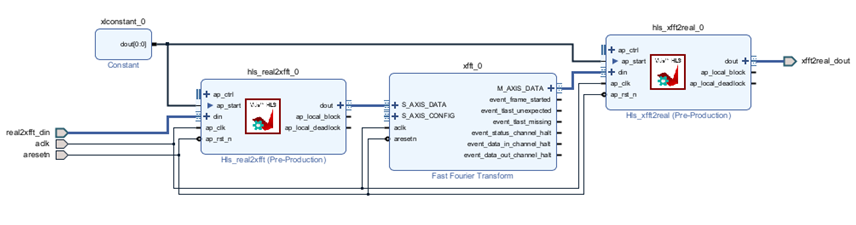 xlconstant_0
dout[0:0]
Constant
hls_real2xfft_0
ap_ctrl
ap_start
din
ap_clk
ap_rst_n
dout
ap_local_block
ap_local_deadlock
Hls_real2xfft (Pre-Production)
real2xfft_din
aclk
aresetn
xfft_0
S_AXIS_DATA
S_AXIS_CONFIG
aclk
aresetn
M_AXIS_DATA
event_frame_started
event_tlast_unexpected
event_tlast_missing
event_status_channel_halt
event_data_in_channel_halt
event_data_out_channel_halt
Fast Fourier Transform
hls_xfft2real_0
ap_ctrl
ap_start
din
ap_clk
ap_rst_n
dout
ap_local_block
ap_local_deadlock
Hls_xfft2real (Pre-Production)
xfft2real_dout